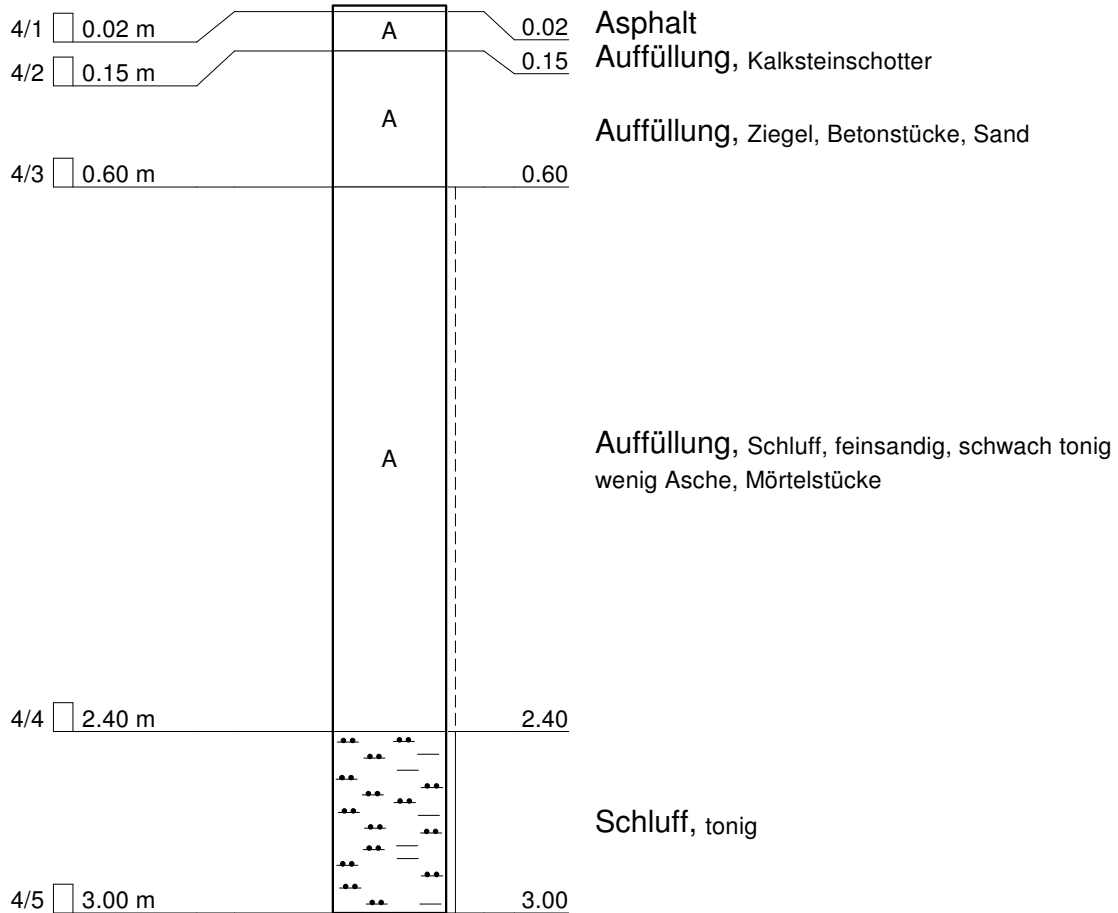 4/1 0.02 m A 0.02 Asphalt
4/2 0.15 m 0.15 Auffüllung, Kalksteinschotter
A Auffüllung, Ziegel, Betonstücke, Sand
4/3 0.60 m 0.60
A Auffüllung, Schluff, feinsandig, schwach tonig
wenig Asche, Mörtelstücke
4/4 2.40 m 2.40
Schluff, tonig
4/5 3.00 m 3.00